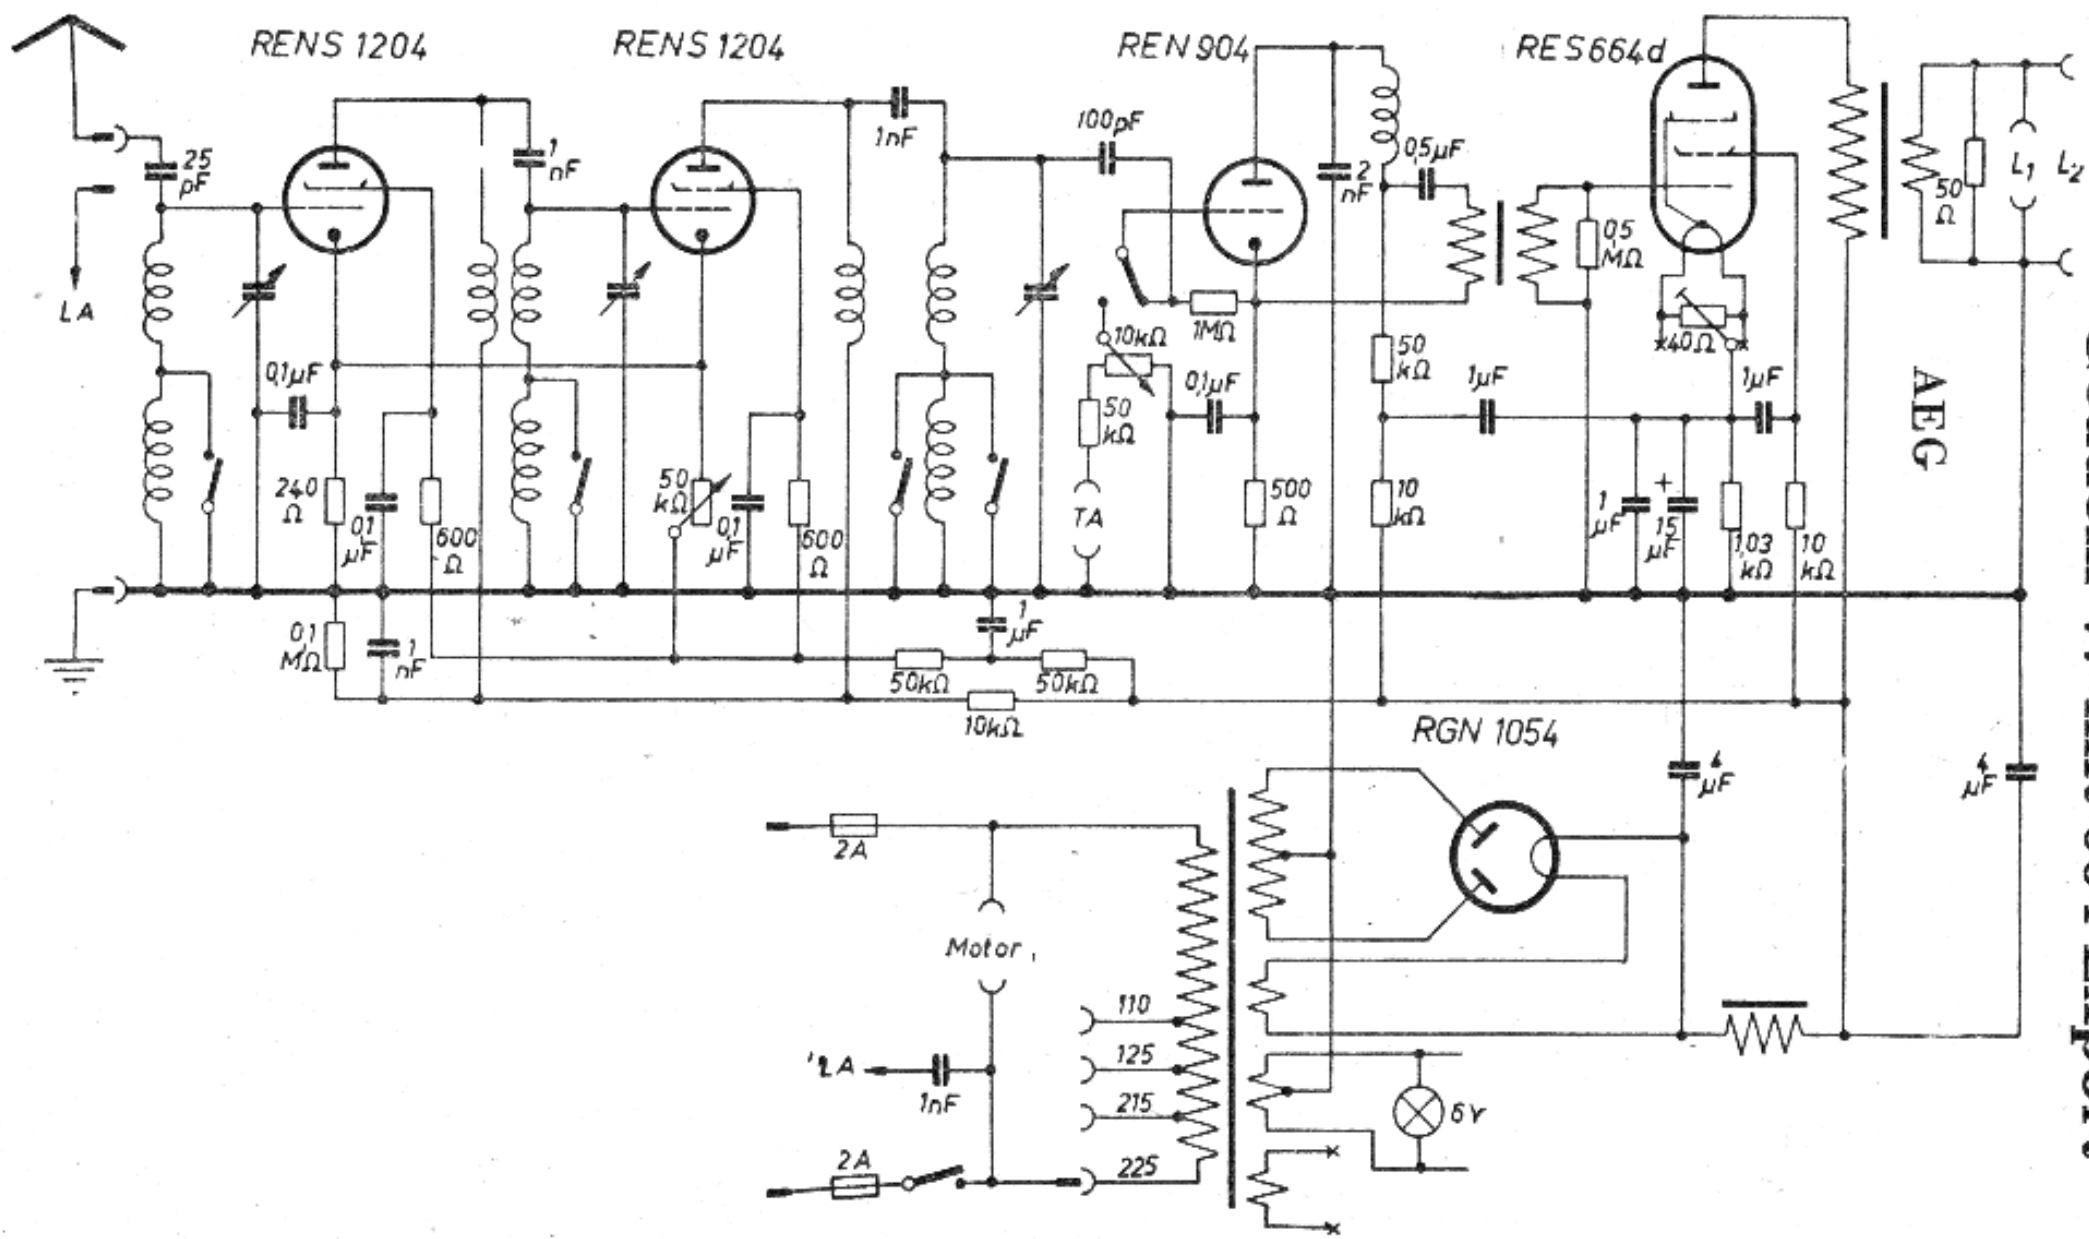 RENS 1204
RENS 1204
REN 904
RES 664d
25
pF
LA
1
nF
1nF
100pF
2
nF
0,5µF
0,5
MΩ
50
Ω
L1
L2
0,1µF
240
Ω
0,1
µF
600
Ω
50
kΩ
0,1
µF
600
Ω
10kΩ
1MΩ
50
kΩ
TA
0,1µF
500
Ω
50
kΩ
10
kΩ
1µF
40Ω
1µF
1
µF
+
15
µF
1,03
kΩ
10
kΩ
AEG
0,1
MΩ
1
nF
1
µF
50kΩ
50kΩ
10kΩ
RGN 1054
4
µF
4
µF
2A
Motor
110
125
215
225
LA
1nF
2A
6V